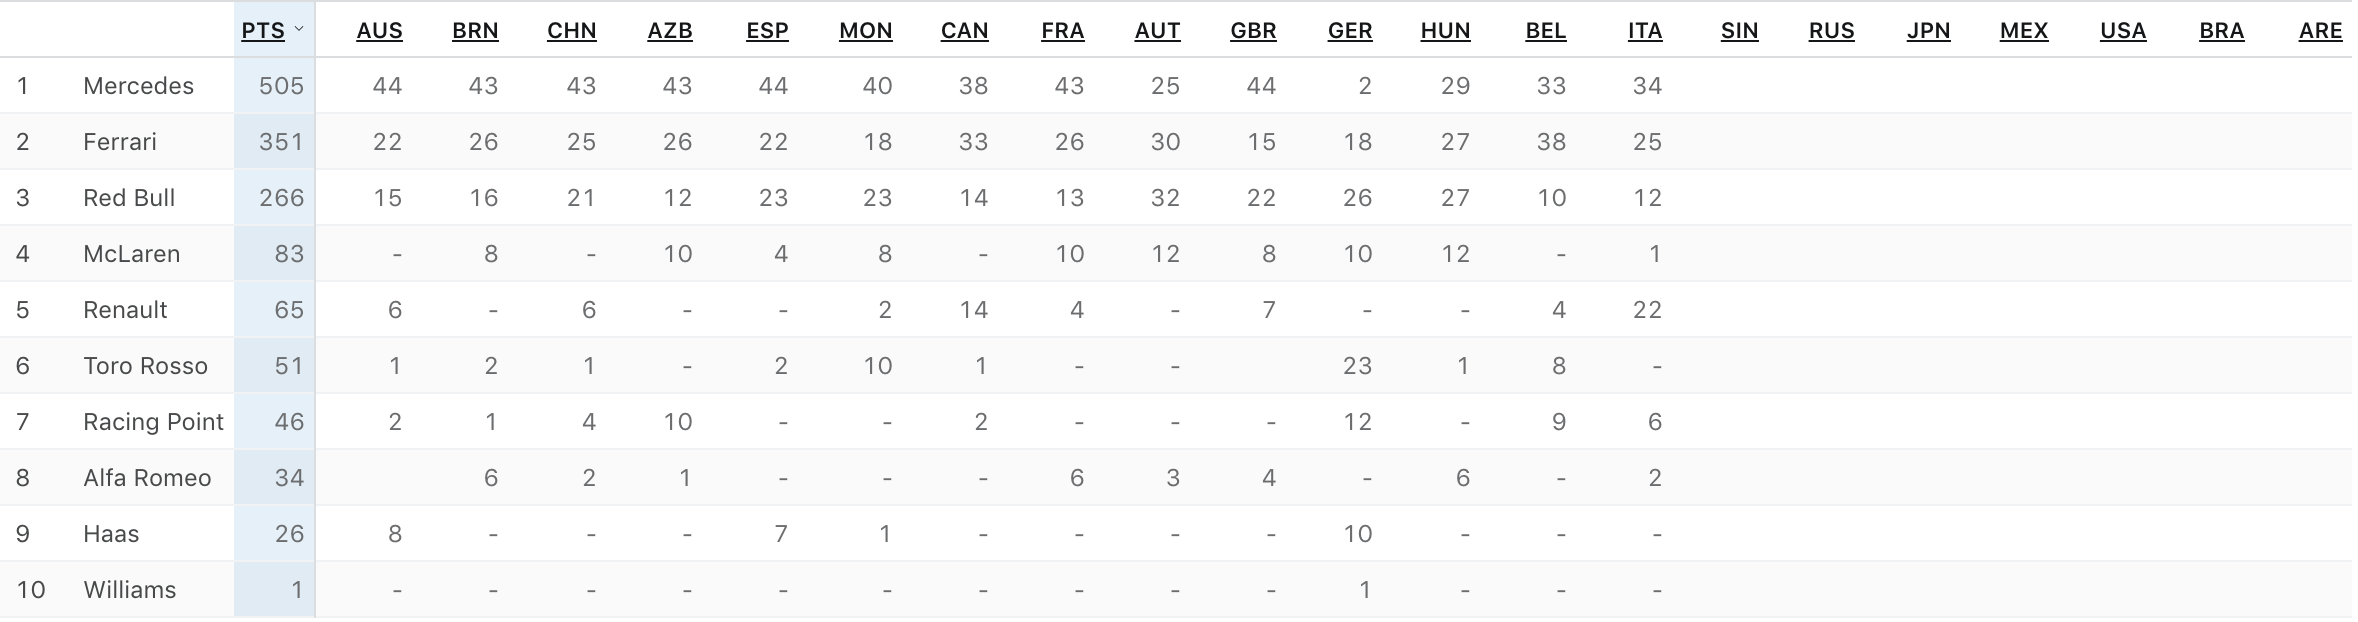 PTS AUS BRN CHN AZB ESP MON CAN FRA AUT GBR GER HUN BEL ITA SIN RUS JPN MEX USA BRA ARE
1 Mercedes 505 44 43 43 43 44 40 38 43 25 44 2 29 33 34
2 Ferrari 351 22 26 25 26 22 18 33 26 30 15 18 27 38 25
3 Red Bull 266 15 16 21 12 23 23 14 13 32 22 26 27 10 12
4 McLaren 83 - 8 - 10 4 8 - 10 12 8 10 12 - 1
5 Renault 65 6 - 6 - - 2 14 4 - 7 - - 4 22
6 Toro Rosso 51 1 2 1 - 2 10 1 - - 23 1 8 -
7 Racing Point 46 2 1 4 10 - - 2 - - - 12 - 9 6
8 Alfa Romeo 34 6 2 1 - - - 6 3 4 - 6 - 2
9 Haas 26 8 - - - 7 1 - - - - 10 - - -
10 Williams 1 - - - - - - - - - - 1 - - -